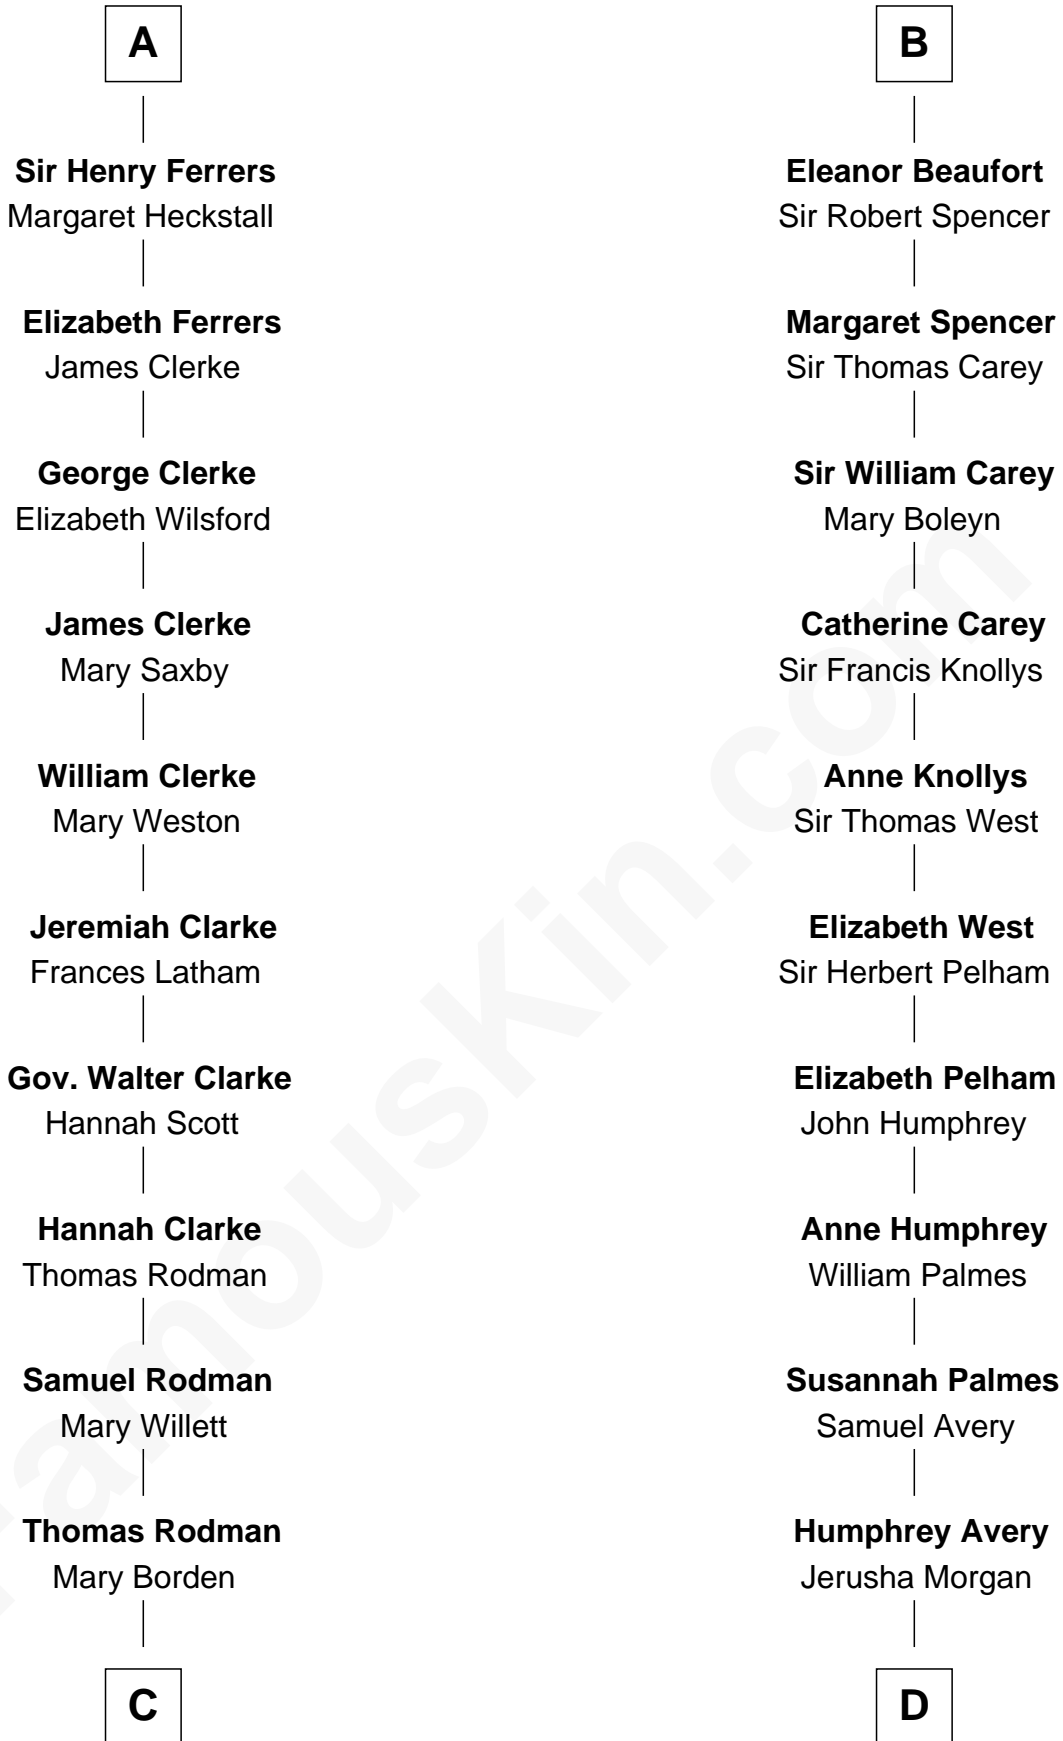 A
Sir Henry Ferrers
Margaret Heckstall
Elizabeth Ferrers
James Clerke
George Clerke
Elizabeth Wilsford
James Clerke
Mary Saxby
William Clerke
Mary Weston
Jeremiah Clarke
Frances Latham
Gov. Walter Clarke
Hannah Scott
Hannah Clarke
Thomas Rodman
Samuel Rodman
Mary Willett
Thomas Rodman
Mary Borden
C
B
Eleanor Beaufort
Sir Robert Spencer
Margaret Spencer
Sir Thomas Carey
Sir William Carey
Mary Boleyn
Catherine Carey
Sir Francis Knollys
Anne Knollys
Sir Thomas West
Elizabeth West
Sir Herbert Pelham
Elizabeth Pelham
John Humphrey
Anne Humphrey
William Palmes
Susannah Palmes
Samuel Avery
Humphrey Avery
Jerusha Morgan
D
FamousKin.com